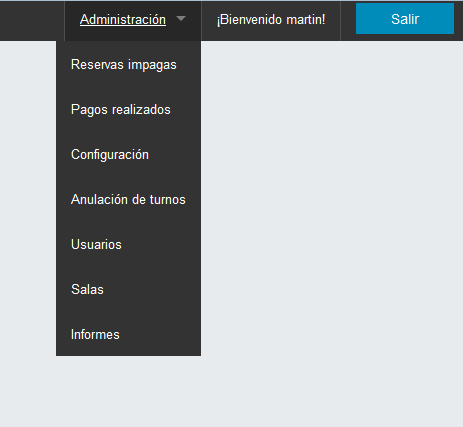 Administración
¡Bienvenido martin!
Salir
Reservas impagas
Pagos realizados
Configuración
Anulación de turnos
Usuarios
Salas
Informes